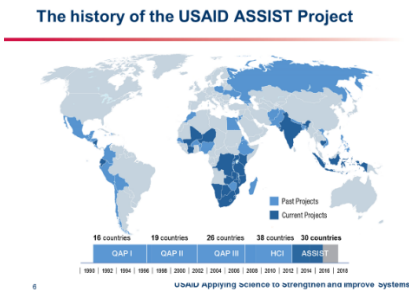 The history of the USAID ASSIST Project
Past Projects
Current Projects
16 countries 19 countries 26 countries 38 countries 30 countries
QAP I QAP II QAP III HCI ASSIST
1990 | 1992 | 1994 | 1996 | 1998 | 2000 | 2002 | 2004 | 2006 | 2008 | 2010 | 2012 | 2014 | 2016 | 2018
6 USAID Applying Science to Strengthen and Improve Systems